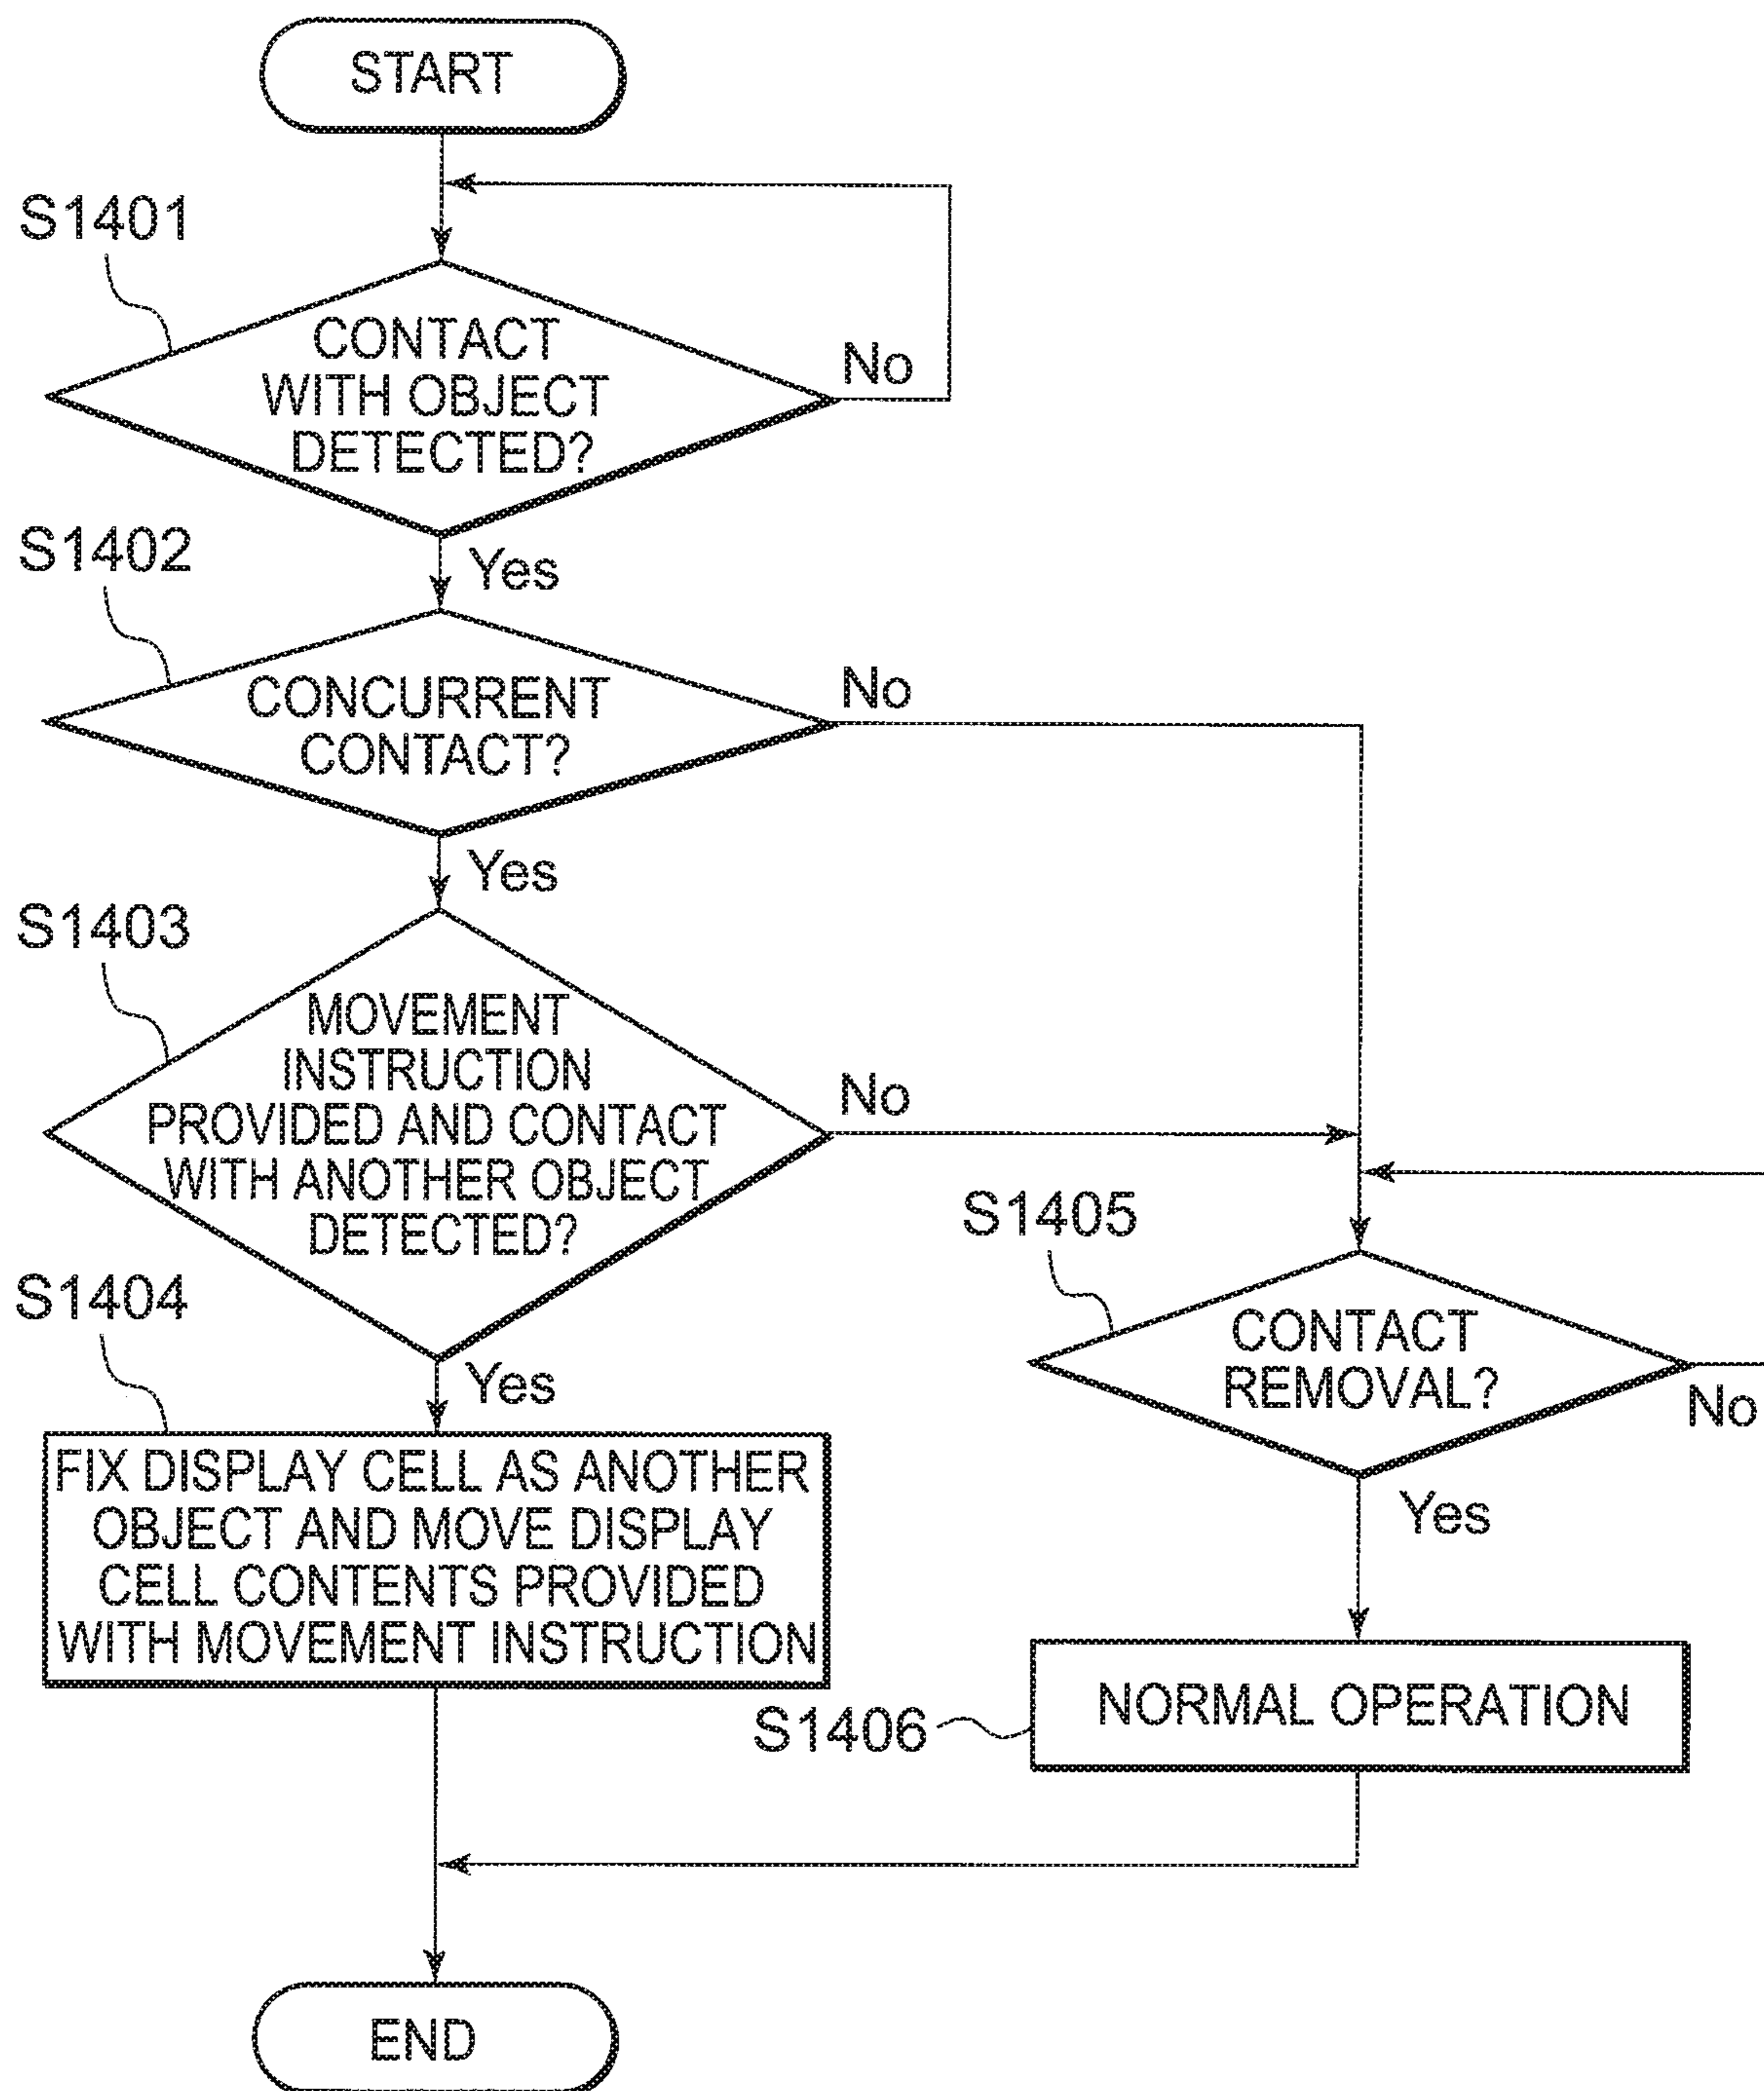 START
S1401
CONTACT
WITH OBJECT
DETECTED?
No
Yes
S1402
CONCURRENT
CONTACT?
No
Yes
S1403
MOVEMENT
INSTRUCTION
PROVIDED AND CONTACT
WITH ANOTHER OBJECT
DETECTED?
No
Yes
S1404
FIX DISPLAY CELL AS ANOTHER
OBJECT AND MOVE DISPLAY
CELL CONTENTS PROVIDED
WITH MOVEMENT INSTRUCTION
S1405
CONTACT
REMOVAL?
No
Yes
S1406
NORMAL OPERATION
END